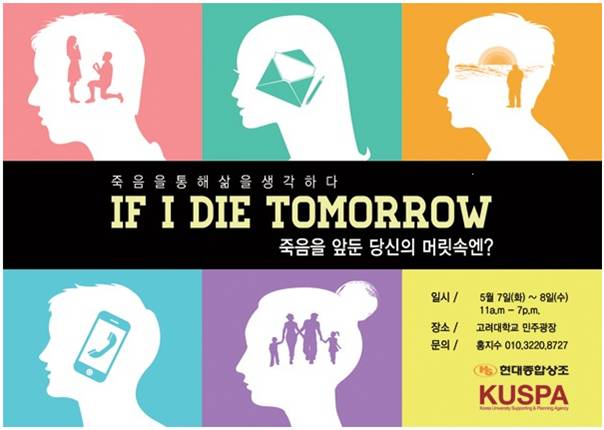 죽음을통해삶을생각하다
IF I DIE TOMORROW
죽음을 앞둔 당신의 머릿속엔?
일시 / 5월 7일(화) ~ 8일(수)
11a.m - 7p.m.
장소 / 고려대학교 민주광장
문의 / 홍지수 010.3220.8727
HS 현대종합상조
KUSPA
Korea University Supporting & Planning Agency